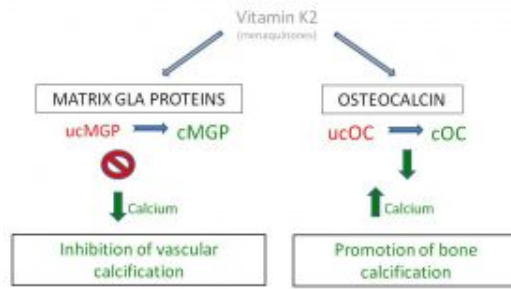 Vitamin K2
(menaquinones)
MATRIX GLA PROTEINS
ucMGP cMGP
Calcium
Inhibition of vascular
calcification
OSTEOCALCIN
ucOC cOC
Calcium
Promotion of bone
calcification